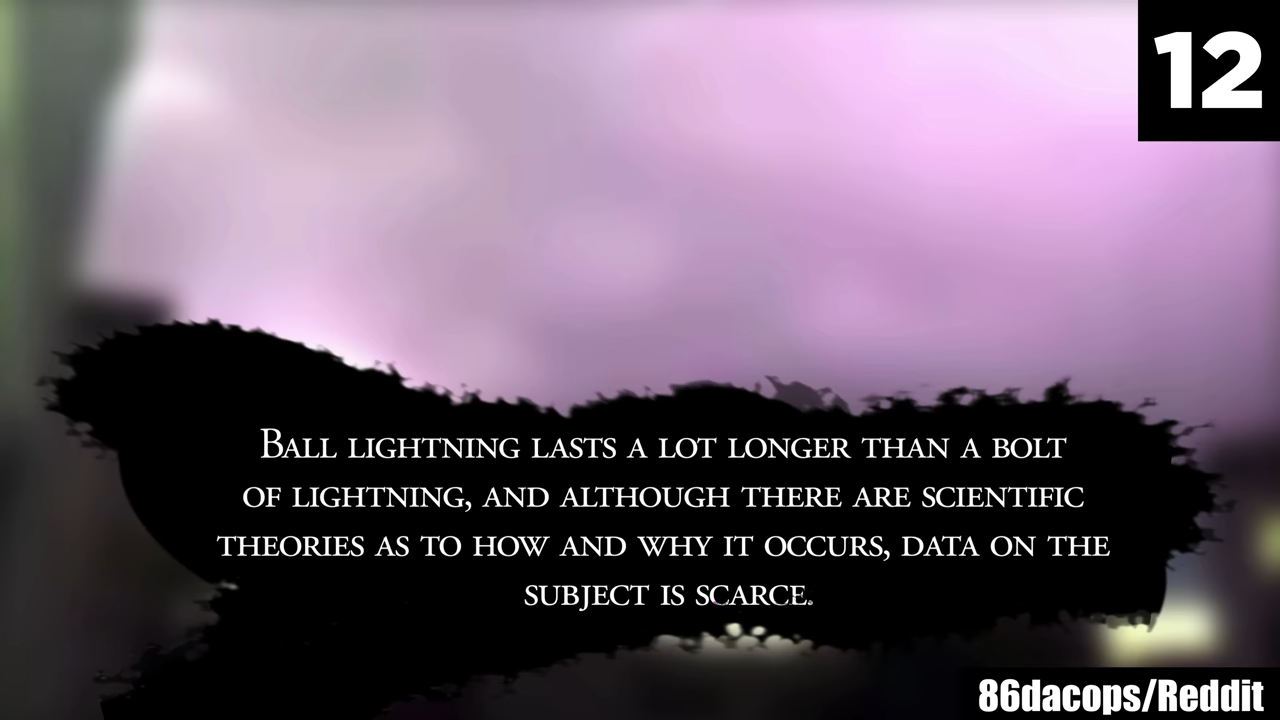 12
Ball lightning lasts a lot longer than a bolt
of lightning, and although there are scientific
theories as to how and why it occurs, data on the
subject is scarce.
86dacops/Reddit